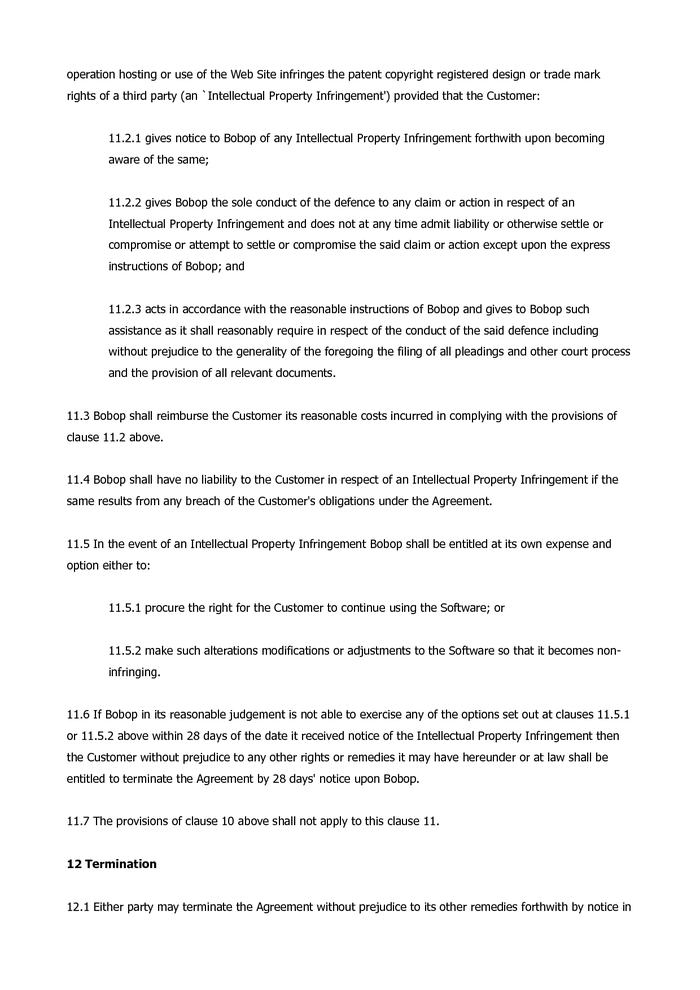 operation hosting or use of the Web Site infringes the patent copyright registered design or trade mark
rights of a third party (an `Intellectual Property Infringement') provided that the Customer:
11.2.1 gives notice to Bobop of any Intellectual Property Infringement forthwith upon becoming
aware of the same;
11.2.2 gives Bobop the sole conduct of the defence to any claim or action in respect of an
Intellectual Property Infringement and does not at any time admit liability or otherwise settle or
compromise or attempt to settle or compromise the said claim or action except upon the express
instructions of Bobop; and
11.2.3 acts in accordance with the reasonable instructions of Bobop and gives to Bobop such
assistance as it shall reasonably require in respect of the conduct of the said defence including
without prejudice to the generality of the foregoing the filing of all pleadings and other court process
and the provision of all relevant documents.
11.3 Bobop shall reimburse the Customer its reasonable costs incurred in complying with the provisions of
clause 11.2 above.
11.4 Bobop shall have no liability to the Customer in respect of an Intellectual Property Infringement if the
same results from any breach of the Customer's obligations under the Agreement.
11.5 In the event of an Intellectual Property Infringement Bobop shall be entitled at its own expense and
option either to:
11.5.1 procure the right for the Customer to continue using the Software; or
11.5.2 make such alterations modifications or adjustments to the Software so that it becomes non-
infringing.
11.6 If Bobop in its reasonable judgement is not able to exercise any of the options set out at clauses 11.5.1
or 11.5.2 above within 28 days of the date it received notice of the Intellectual Property Infringement then
the Customer without prejudice to any other rights or remedies it may have hereunder or at law shall be
entitled to terminate the Agreement by 28 days' notice upon Bobop.
11.7 The provisions of clause 10 above shall not apply to this clause 11.
12 Termination
12.1 Either party may terminate the Agreement without prejudice to its other remedies forthwith by notice in